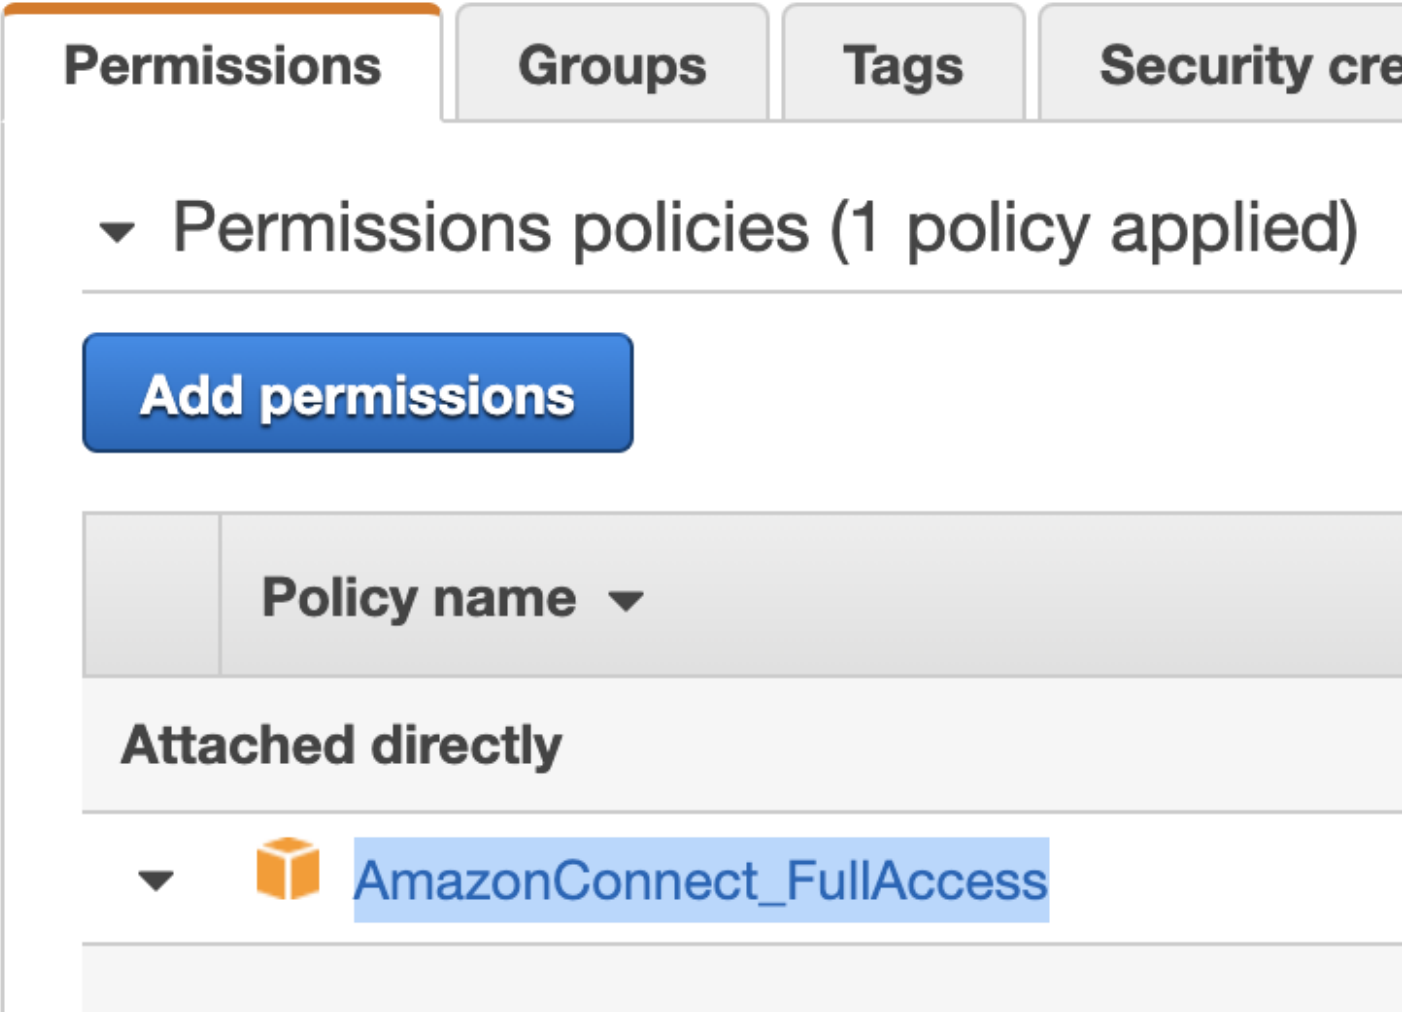 Permissions Groups Tags Security cre
Permissions policies (1 policy applied)
Add permissions
Policy name
Attached directly
AmazonConnect_FullAccess